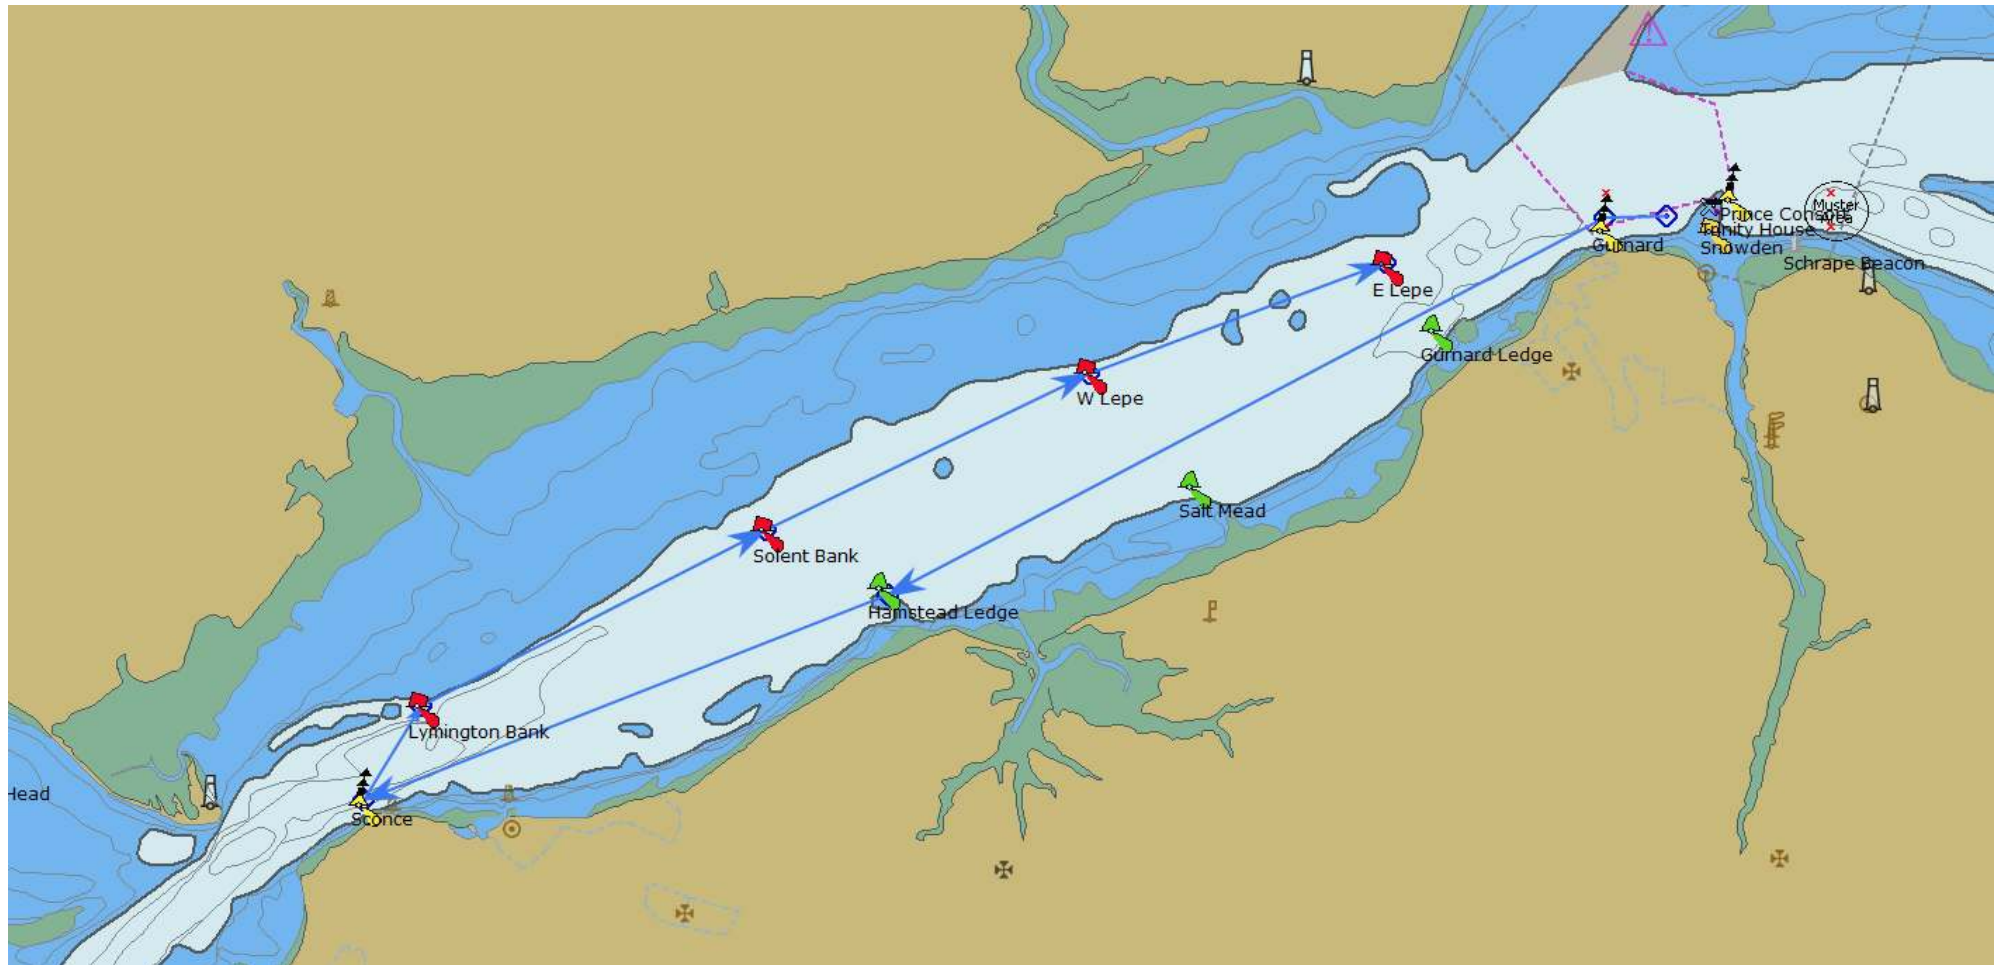 Muster
Area
Prince Consort
Trinity House
Gurnard
Snowden
Schrape Beacon
E Lepe
Gurnard Ledge
W Lepe
Salt Mead
Solent Bank
Hamstead Ledge
Lymington Bank
Head
Sconce